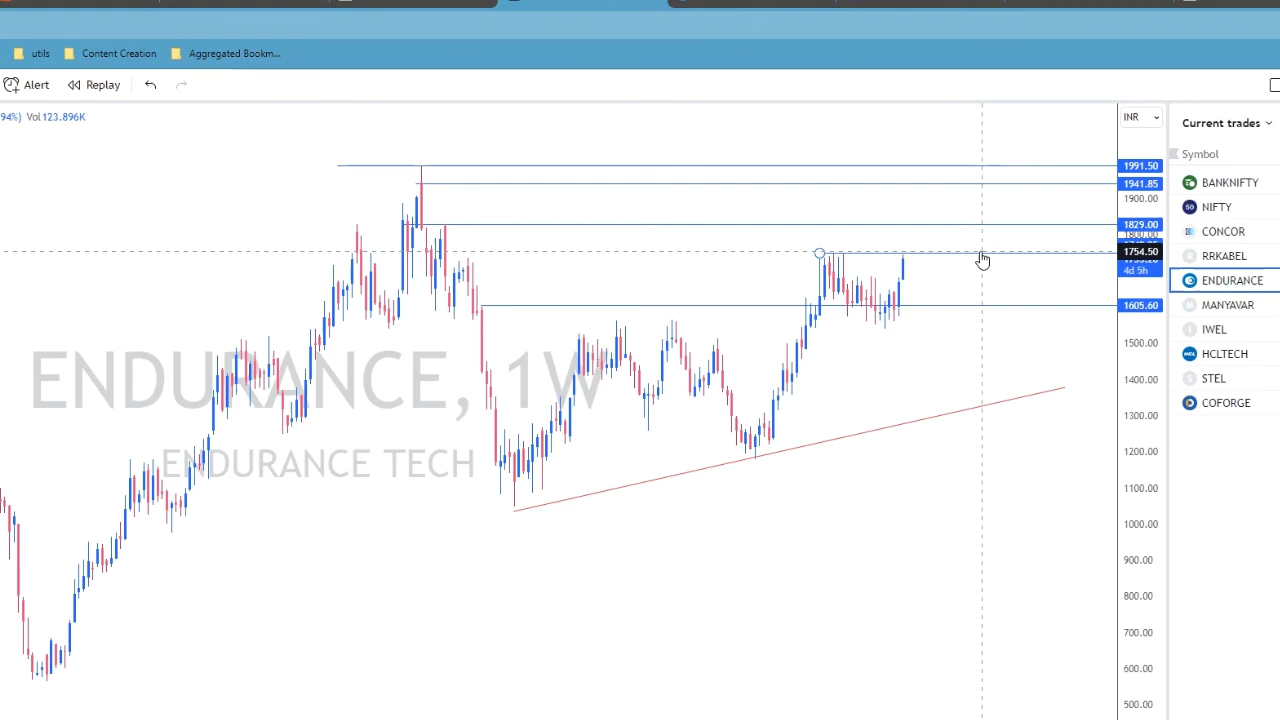 utils Content Creation Aggregated Bookm...
Alert Replay
94%) Vol123.896K
INR
Current trades
Symbol
1991.50
1941.85
1900.00
1829.00
1754.50
4d 5h
1605.60
1500.00
1400.00
1300.00
1200.00
1100.00
1000.00
900.00
800.00
700.00
600.00
500.00
BANKNIFTY
NIFTY
CONCOR
RRKABEL
ENDURANCE
MANYAVAR
IWEL
HCLTECH
STEL
COFORGE
ENDURANCE, 1W
ENDURANCE TECH